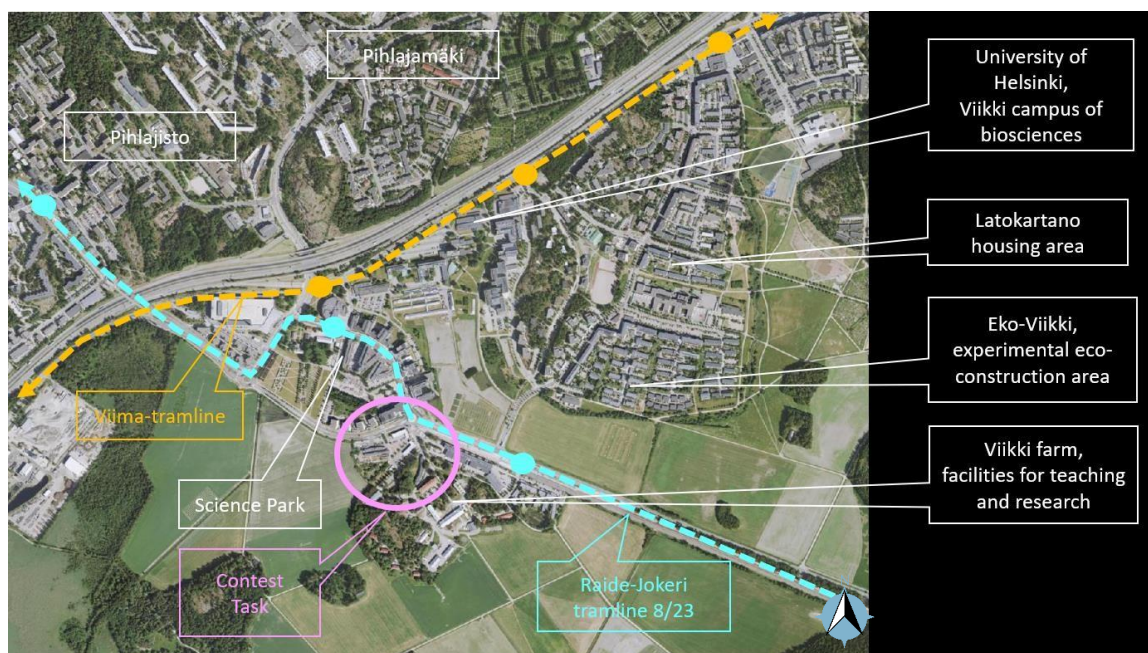 Pihlajamäki
Pihlajisto
University of
Helsinki,
Viikki campus of
biosciences
Latokartano
housing area
Eko-Viikki,
experimental eco-
construction area
Viima-tramline
Science Park
Viikki farm,
facilities for teaching
and research
Contest
Task
Raide-Jokeri
tramline 8/23